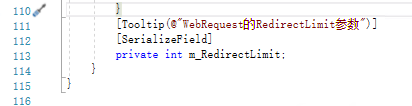 110 }
111 [Tooltip(@"WebRequest的RedirectLimit参数")]
112 [SerializeField]
113 private int m_RedirectLimit;
114 }
115 }
116